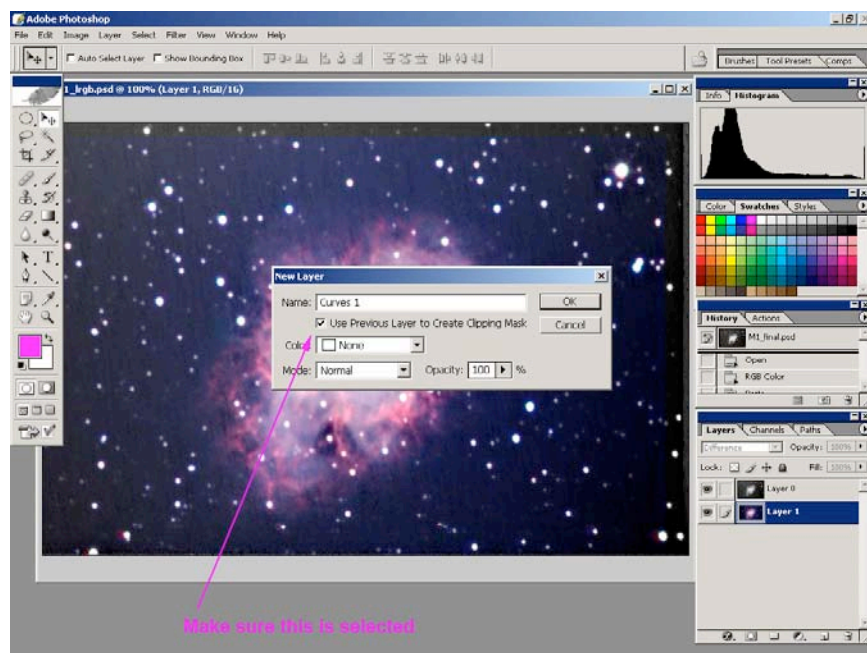 Adobe Photoshop
File Edit Image Layer Select Filter View Window Help
Auto Select Layer Show Bounding Box
Brushes Tool Presets Comps
1_lrgb.psd @ 100% (Layer 1, RGB/16)
Info Histogram
Color Swatches Styles
New Layer
Name: Curves 1
OK
Use Previous Layer to Create Clipping Mask
Cancel
Color: None
Mode: Normal Opacity: 100 %
History Actions
M1_final.psd
Open
RGB Color
Layers Channels Paths
Difference Opacity: 100%
Lock: Fill: 100%
Layer 0
Layer 1
Make sure this is selected